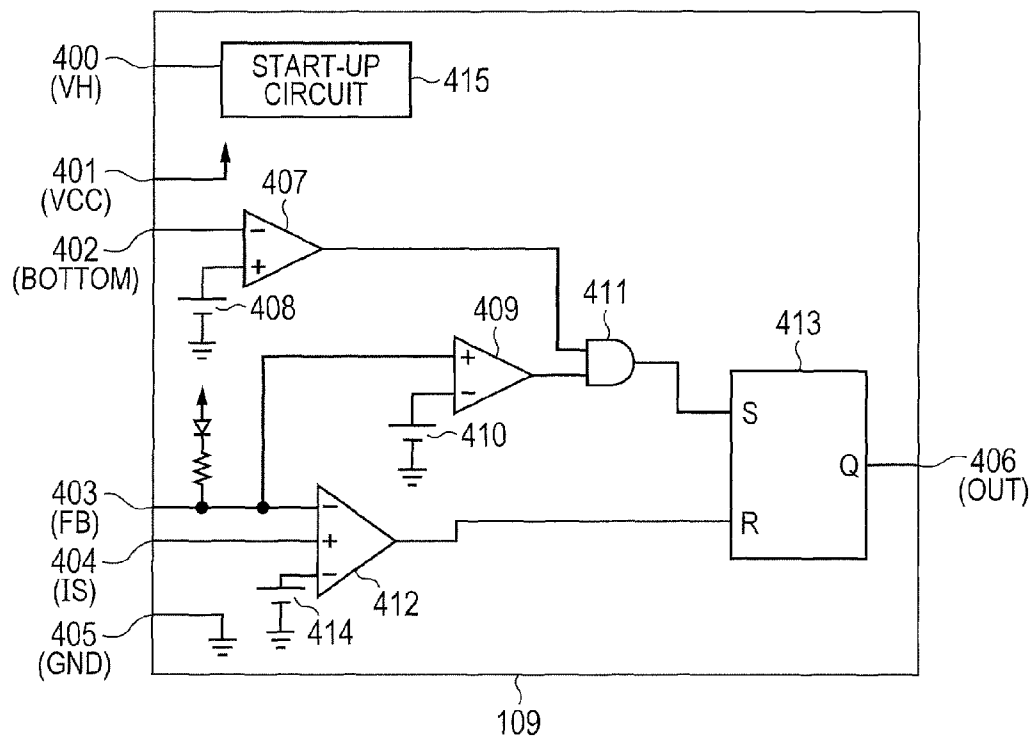 400
(VH)
START-UP
CIRCUIT
415
401
(VCC)
407
402
(BOTTOM)
−
+
408
411
409
413
+
−
S
410
Q
406
(OUT)
403
(FB)
−
R
404
(IS)
+
−
412
414
405
(GND)
109